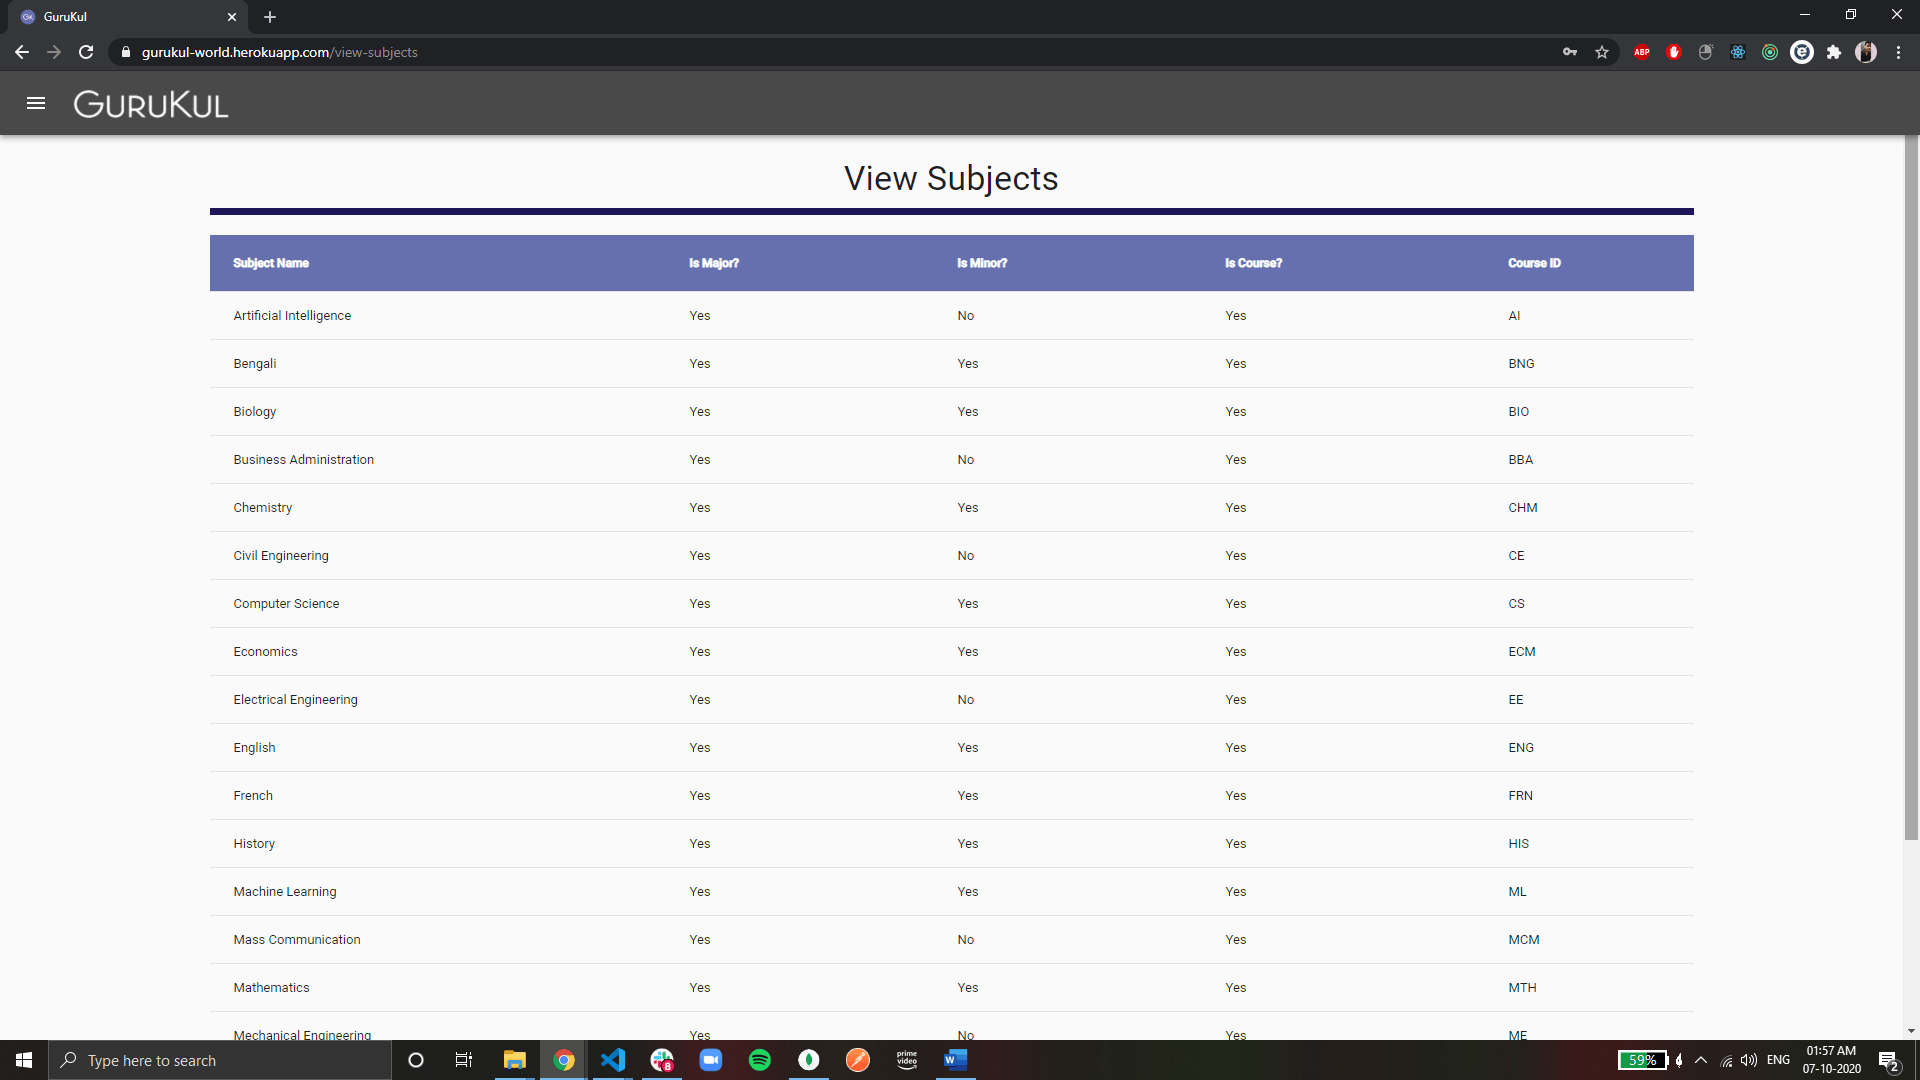 GuruKul
gurukul-world.herokuapp.com/view-subjects
ABP
GURUKUL
View Subjects
Subject Name Is Major? Is Minor? Is Course? Course ID
Artificial Intelligence Yes No Yes AI
Bengali Yes Yes Yes BNG
Biology Yes Yes Yes BIO
Business Administration Yes No Yes BBA
Chemistry Yes Yes Yes CHM
Civil Engineering Yes No Yes CE
Computer Science Yes Yes Yes CS
Economics Yes Yes Yes ECM
Electrical Engineering Yes No Yes EE
English Yes Yes Yes ENG
French Yes Yes Yes FRN
History Yes Yes Yes HIS
Machine Learning Yes Yes Yes ML
Mass Communication Yes No Yes MCM
Mathematics Yes Yes Yes MTH
Mechanical Engineering Yes No Yes ME
Type here to search
8
prime video
W
59%
ENG
01:57 AM
07-10-2020
2